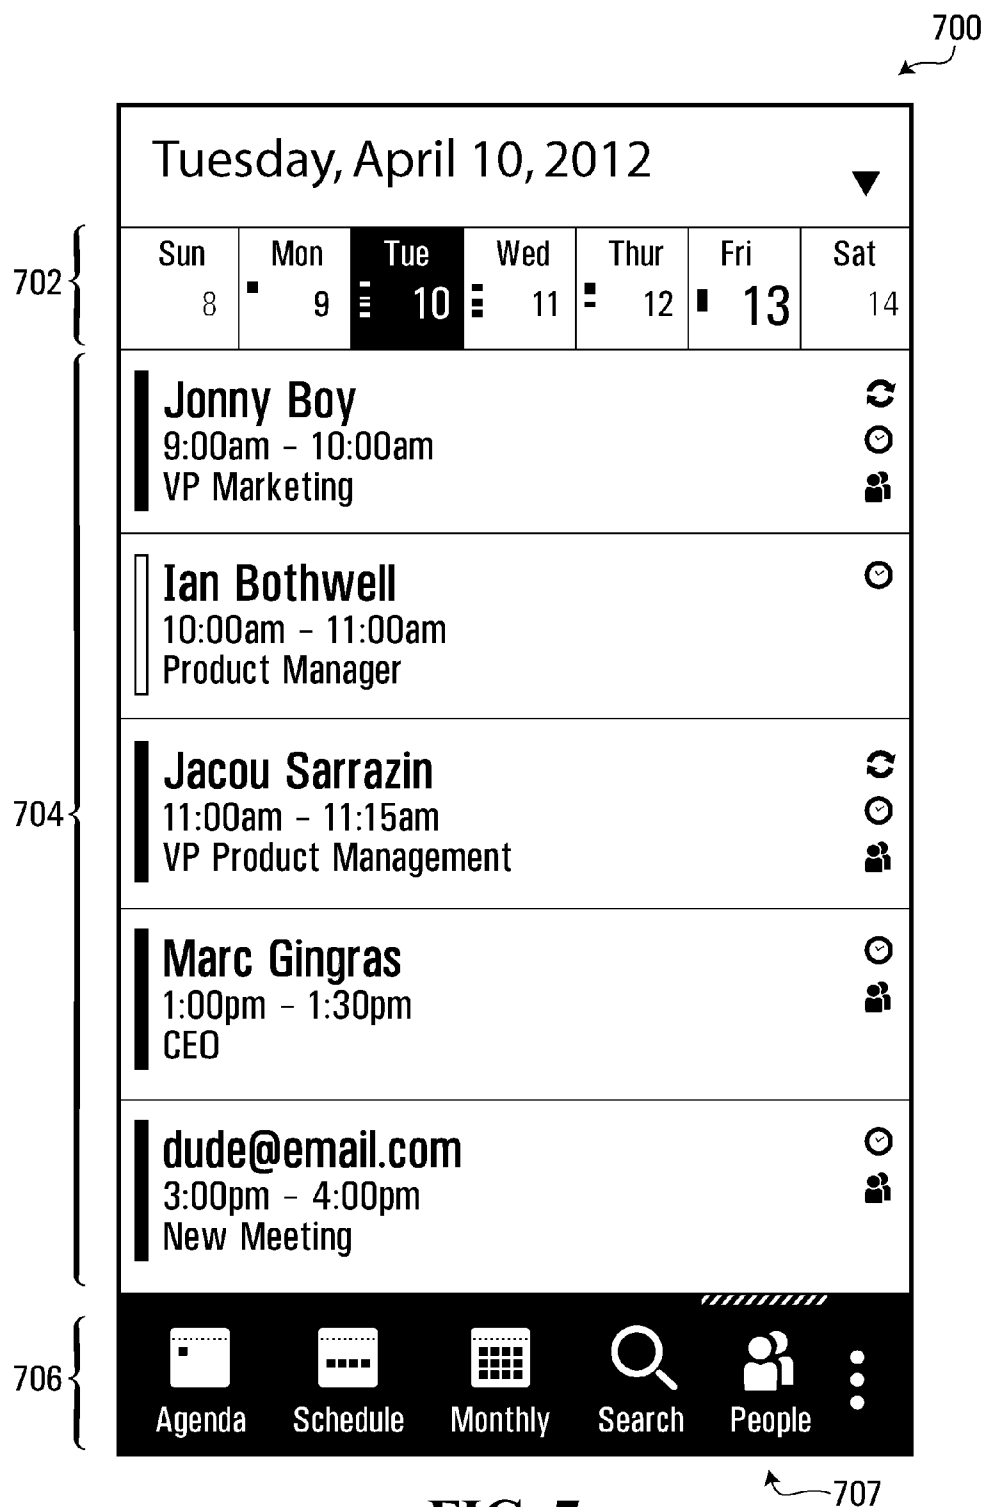 700
Tuesday, April 10, 2012
702
Sun Mon Tue Wed Thur Fri Sat
8 9 10 11 12 13 14
Jonny Boy
9:00am – 10:00am
VP Marketing
Ian Bothwell
10:00am – 11:00am
Product Manager
704
Jacou Sarrazin
11:00am – 11:15am
VP Product Management
Marc Gingras
1:00pm – 1:30pm
CEO
dude@email.com
3:00pm – 4:00pm
New Meeting
706
Agenda Schedule Monthly Search People
707
FIG. 7